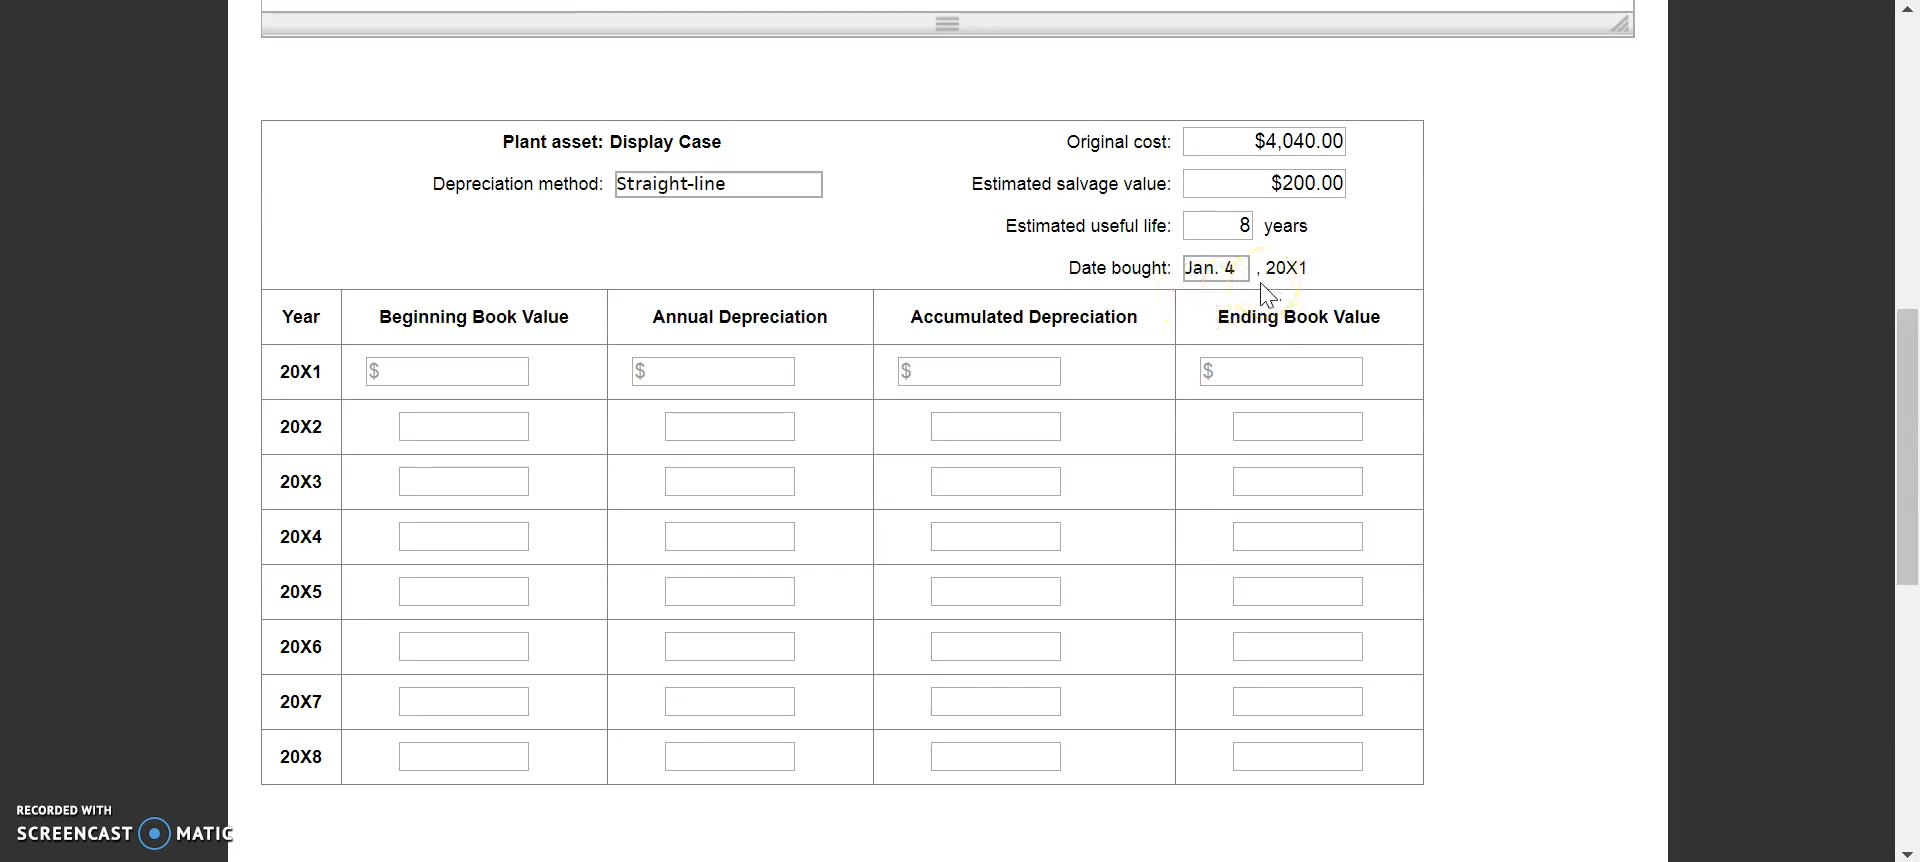 Plant asset: Display Case
Original cost: $4,040.00
Depreciation method: Straight-line
Estimated salvage value: $200.00
Estimated useful life: 8 years
Date bought: Jan. 4 , 20X1
Year Beginning Book Value Annual Depreciation Accumulated Depreciation Ending Book Value
20X1 $ $ $ $
20X2
20X3
20X4
20X5
20X6
20X7
20X8
RECORDED WITH
SCREENCAST MATIC